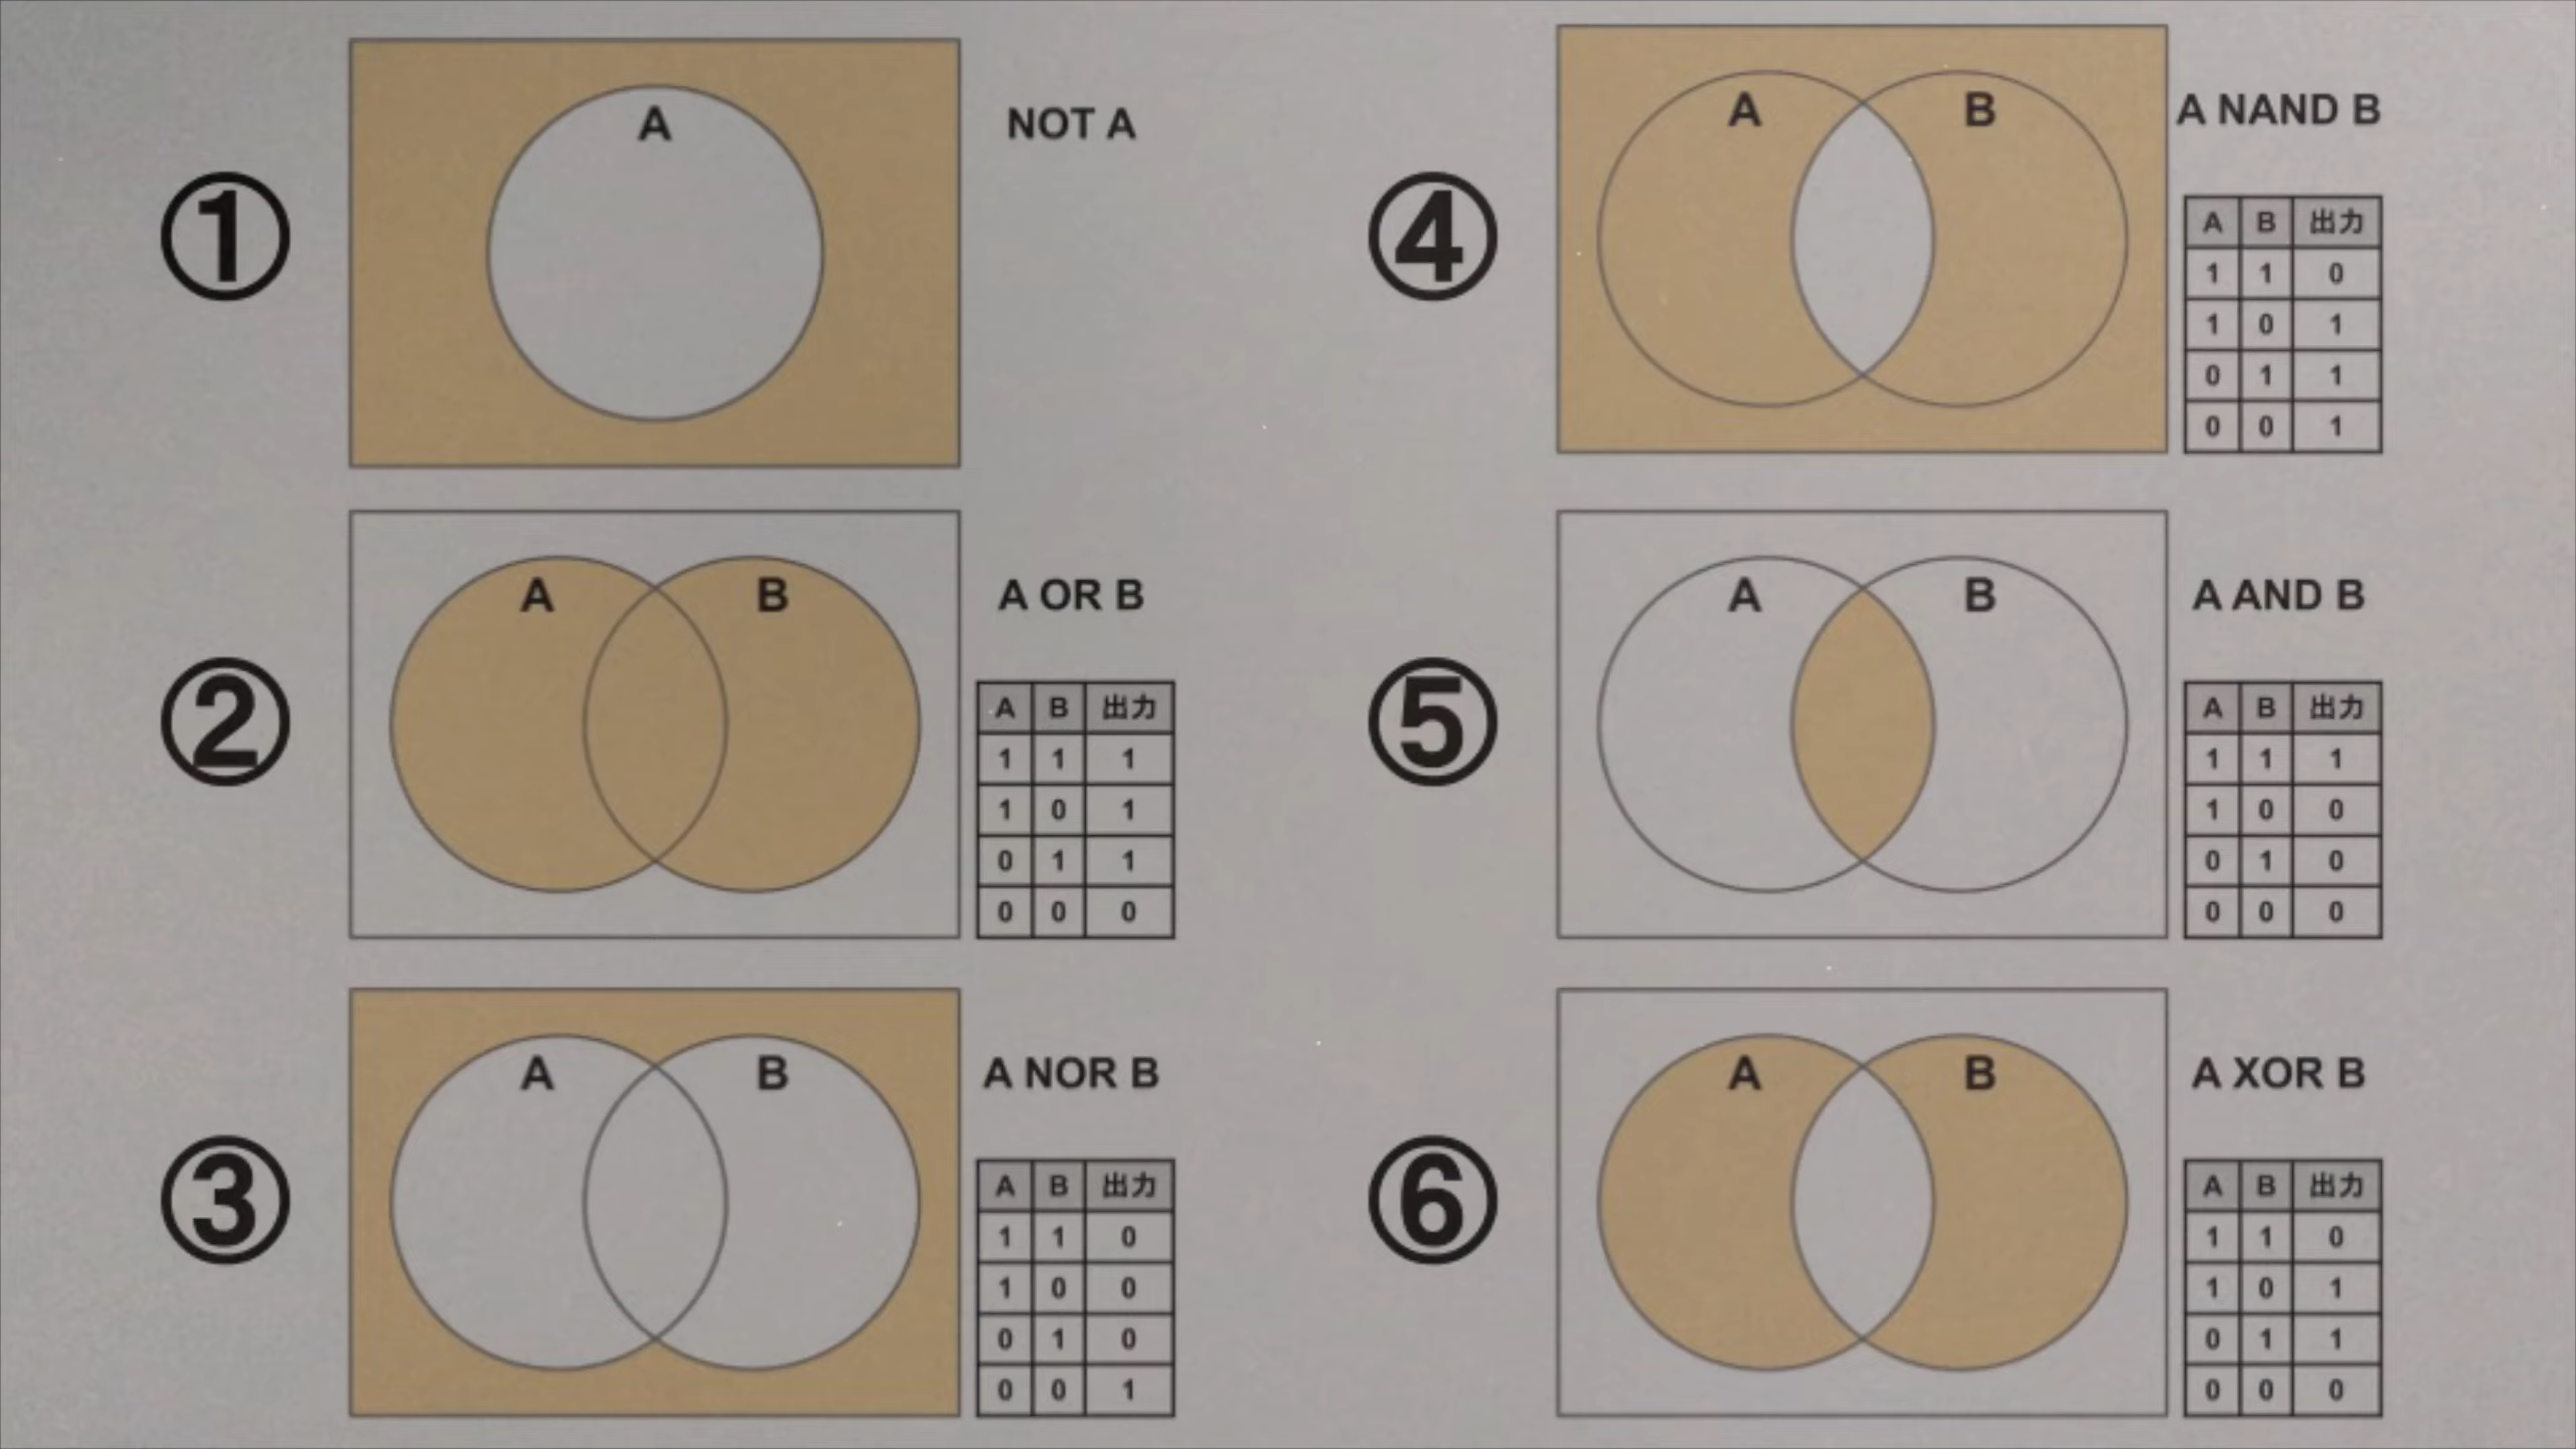 ①
A
NOT A
②
A B
A OR B
A B 出力
1 1 1
1 0 1
0 1 1
0 0 0
③
A B
A NOR B
A B 出力
1 1 0
1 0 0
0 1 0
0 0 1
④
A B
A NAND B
A B 出力
1 1 0
1 0 1
0 1 1
0 0 1
⑤
A B
A AND B
A B 出力
1 1 1
1 0 0
0 1 0
0 0 0
⑥
A B
A XOR B
A B 出力
1 1 0
1 0 1
0 1 1
0 0 0